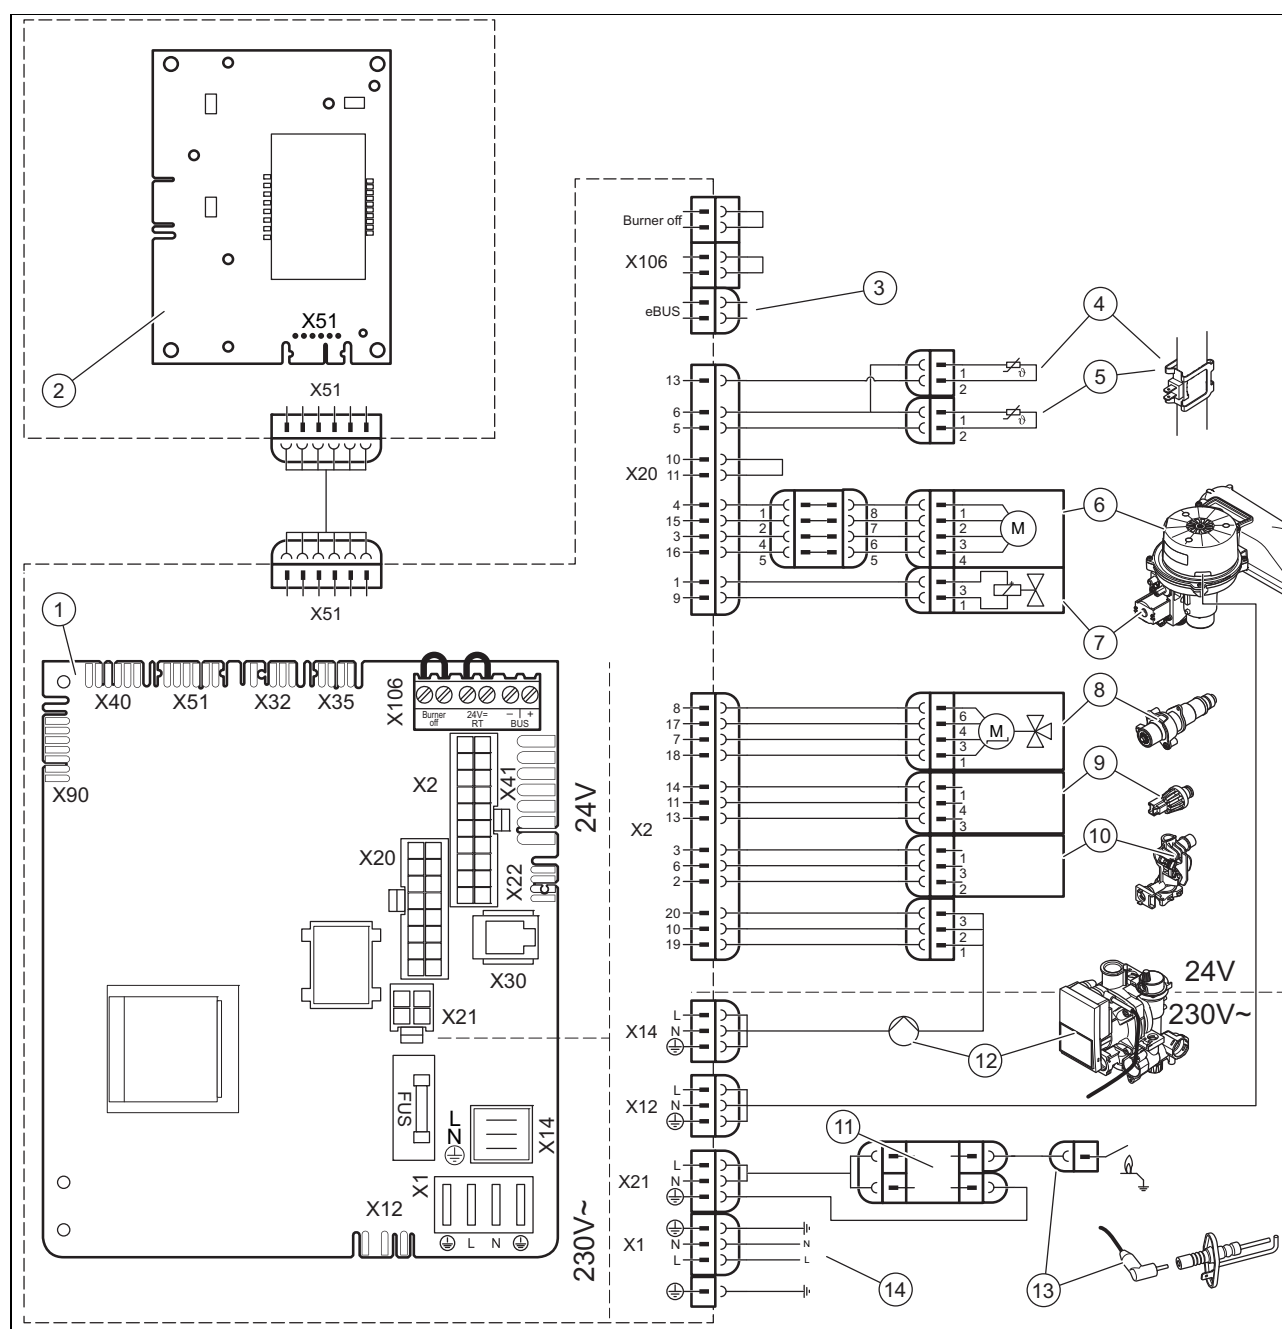 X51
2
X51
X51
1
X40 X51 X32 X35
X90
X106
Burner off
24V= RT
– | + BUS
X2
X41
24V
X20
X22
X30
X21
FUS
L
N
X14
X1
X12
L N
230V~
Burner off
X106
eBUS
3
4
5
13
6
5
1
2
1
2
X20
10
11
4
15
3
16
1
2
4
5
8
7
6
5
1
2
3
4
M
6
1
9
3
1
7
X2
8
17
7
18
6
4
3
1
M
8
14
11
13
1
4
3
9
3
6
2
1
3
2
10
20
10
19
3
2
1
24V
230V~
X14
L
N
12
X12
L
N
X21
L
N
11
X1
N N
L L
14
13